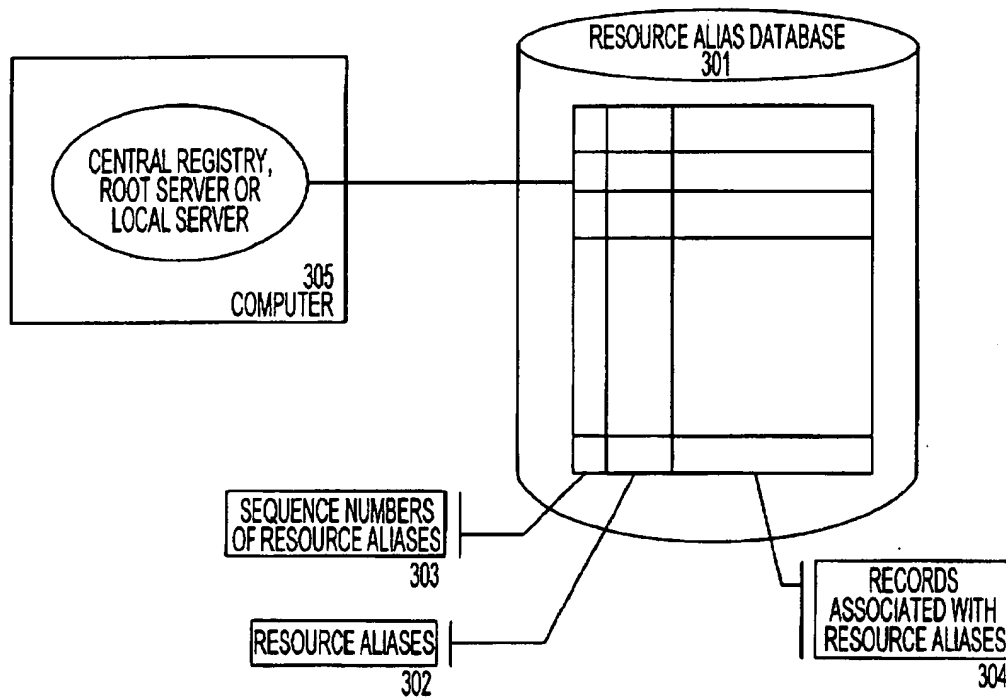 RESOURCE ALIAS DATABASE
301
CENTRAL REGISTRY,
ROOT SERVER OR
LOCAL SERVER
305
COMPUTER
SEQUENCE NUMBERS
OF RESOURCE ALIASES
303
RESOURCE ALIASES
302
RECORDS
ASSOCIATED WITH
RESOURCE ALIASES
304